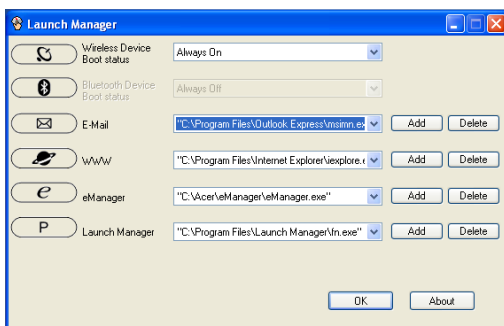 Launch Manager
Wireless Device
Boot status
Always On
Bluetooth Device
Boot status
Always Off
E-Mail
"C:\Program Files\Outlook Express\msimn.ex
Add
Delete
WWW
"C:\Program Files\Internet Explorer\iexplore.e
Add
Delete
e
eManager
"C:\Acer\eManager\eManager.exe"
Add
Delete
P
Launch Manager
"C:\Program Files\Launch Manager\fn.exe"
Add
Delete
OK
About